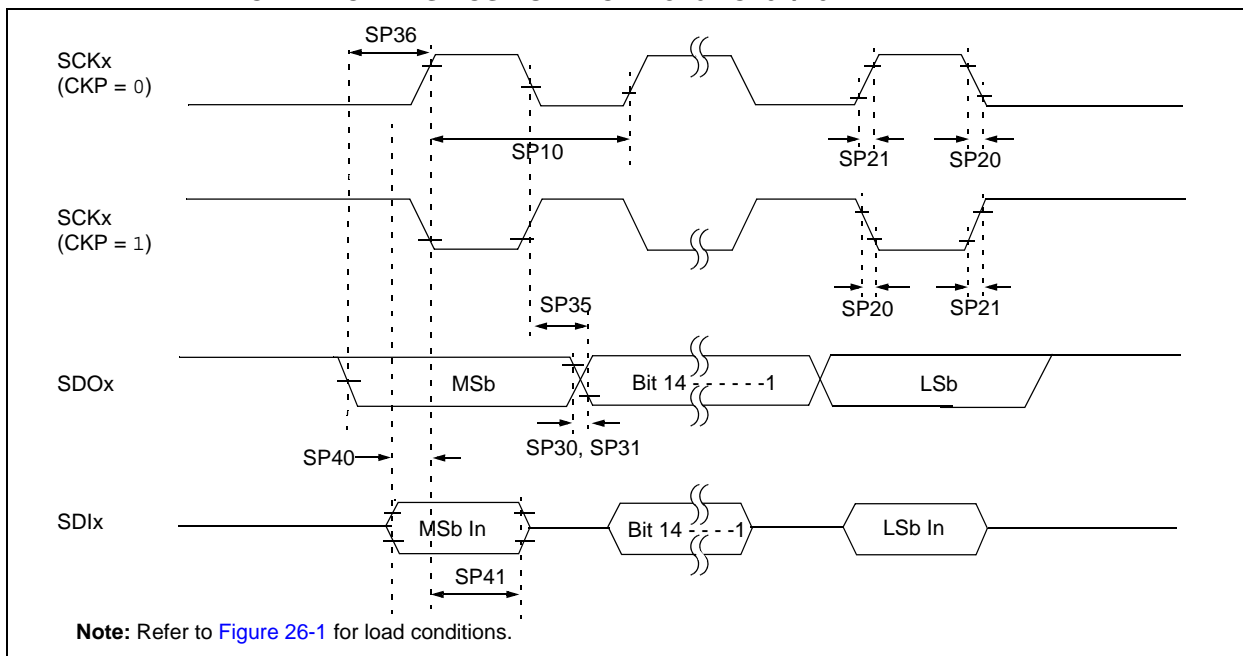 SP36
SCKx
(CKP = 0)
SP10
SP21
SP20
SCKx
(CKP = 1)
SP35
SP20
SP21
SDOx
MSb
Bit 14 - - - - - -1
LSb
SP30, SP31
SP40
SDIx
MSb In
Bit 14 - - - -1
LSb In
SP41
Note: Refer to Figure 26-1 for load conditions.